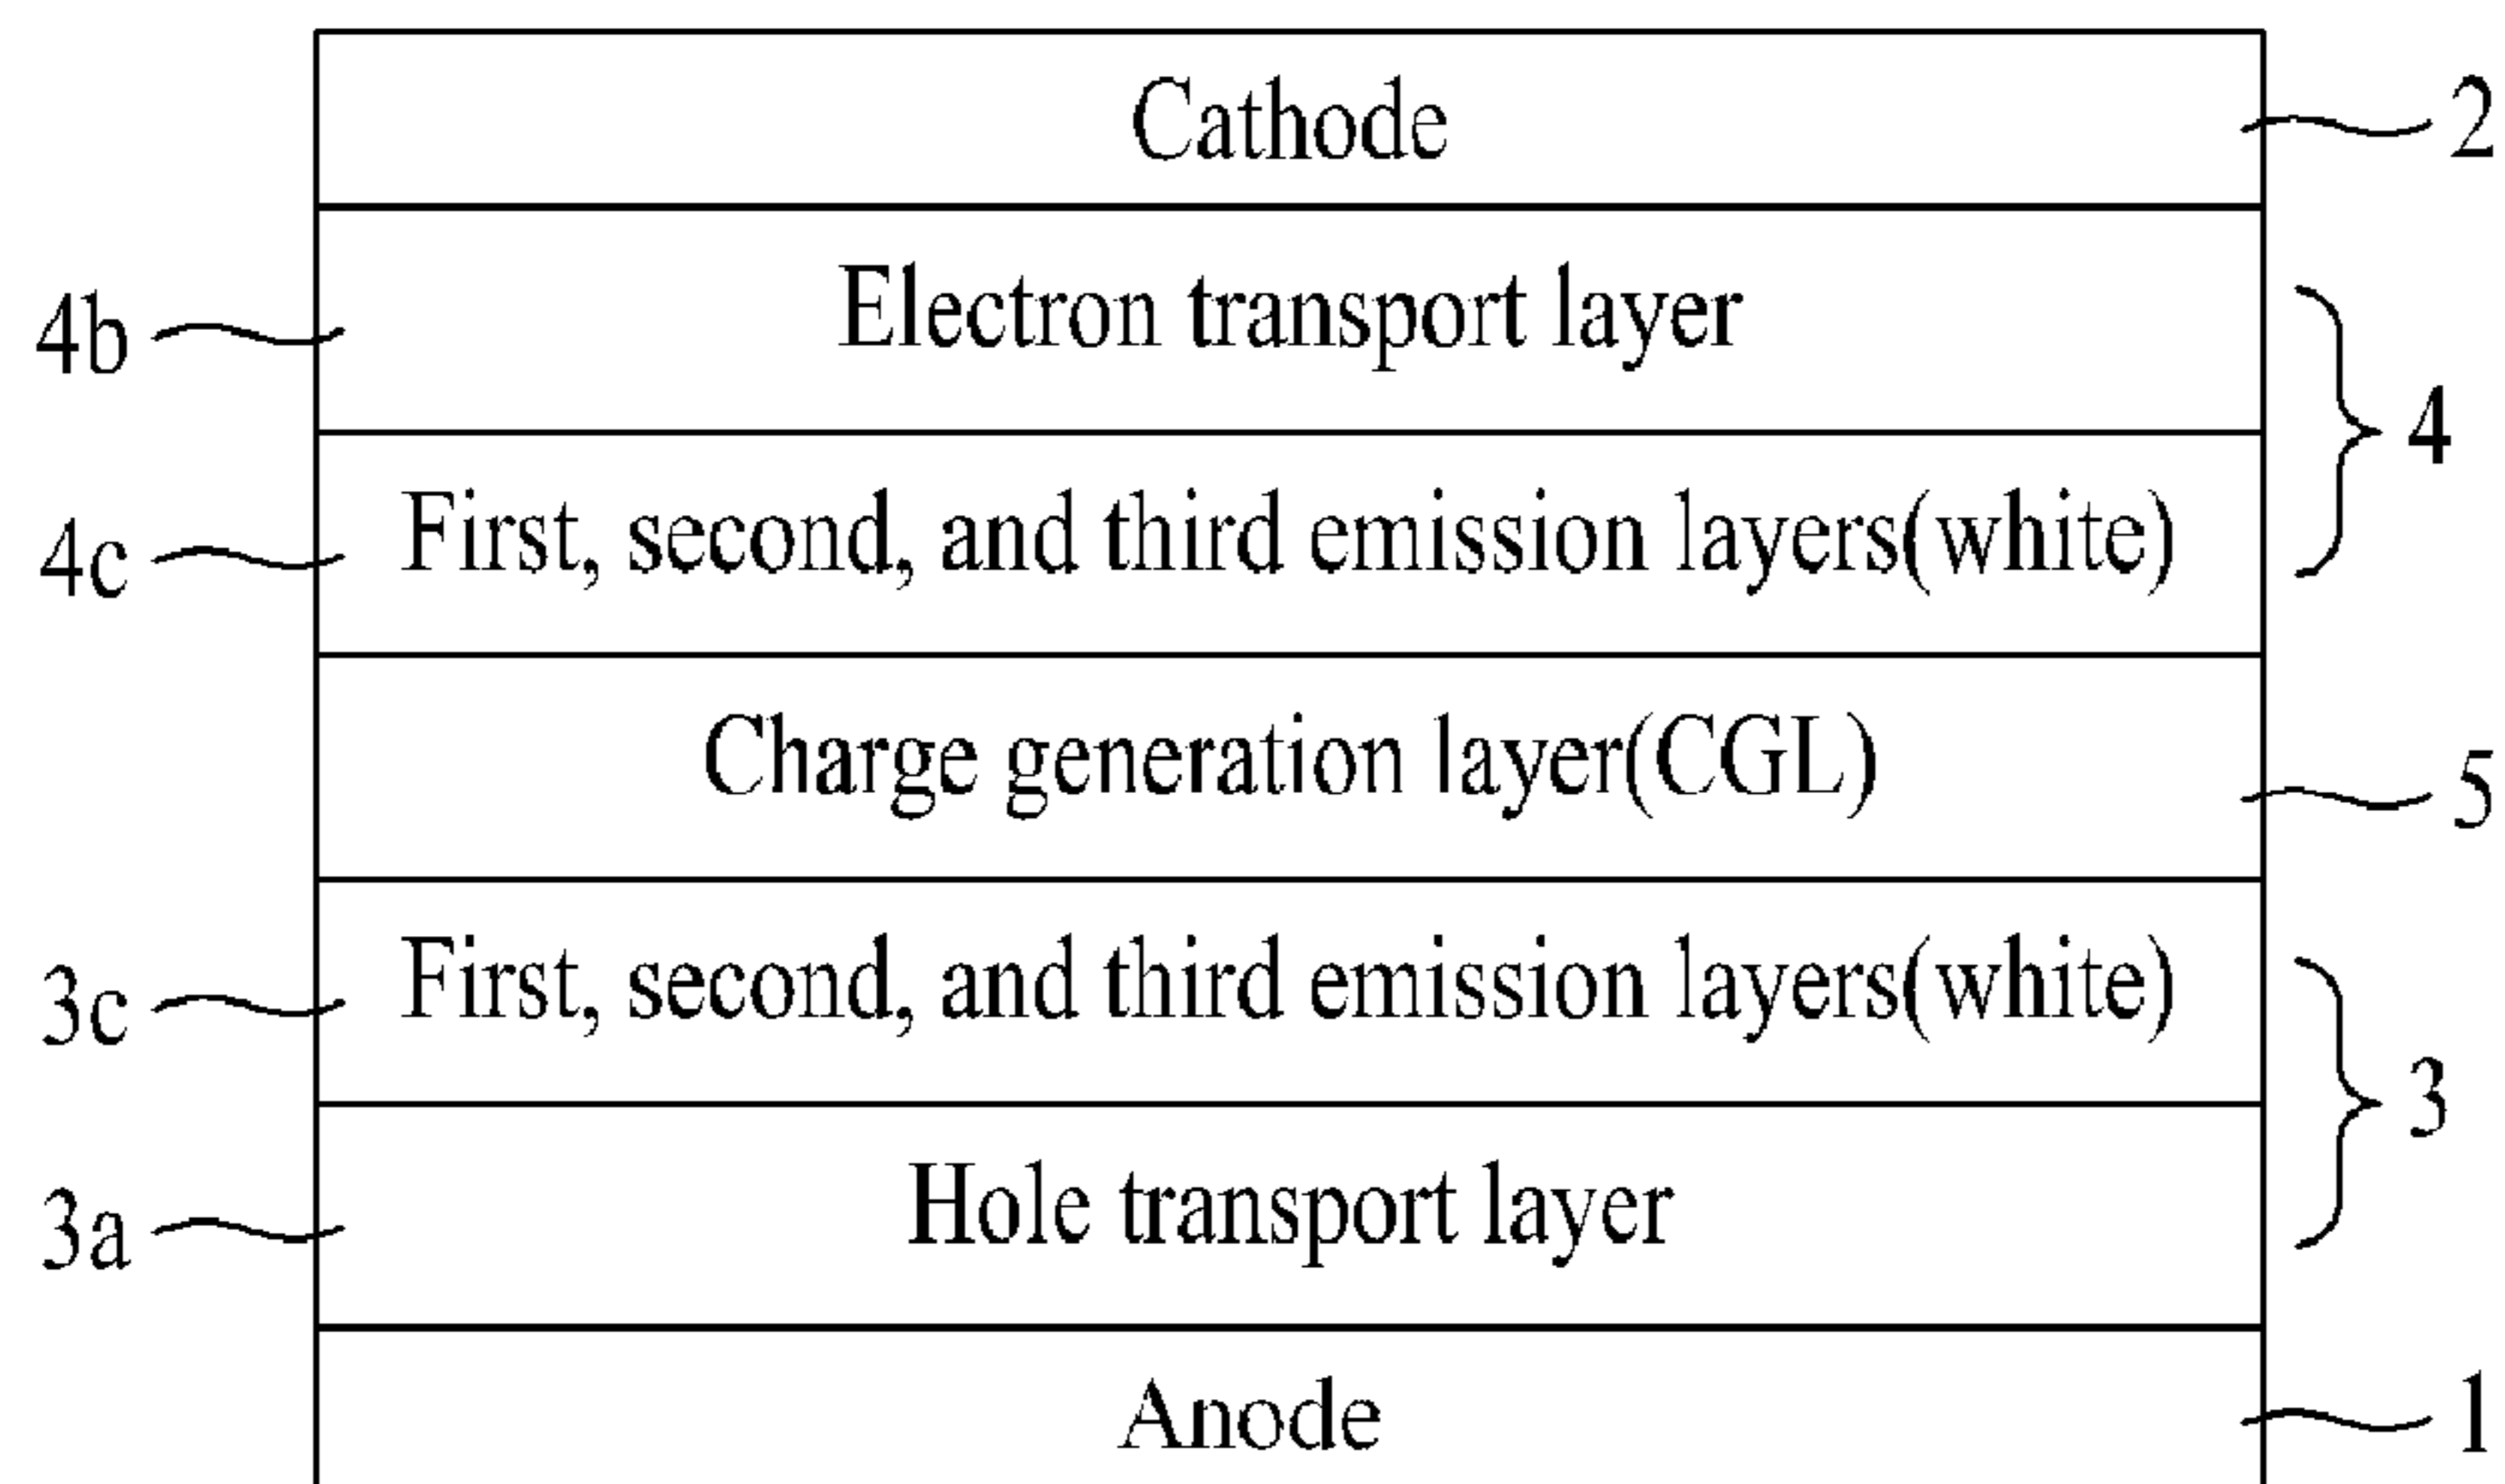 Cathode 2
4b Electron transport layer
4
4c First, second, and third emission layers(white)
Charge generation layer(CGL) 5
3c First, second, and third emission layers(white)
3
3a Hole transport layer
Anode 1